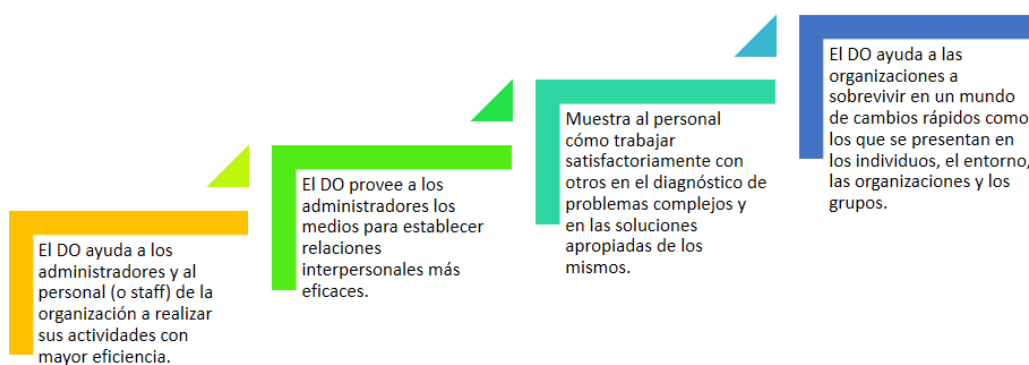 El DO ayuda a los
administradores y al
personal (o staff) de la
organización a realizar
sus actividades con
mayor eficiencia.
El DO provee a los
administradores los
medios para establecer
relaciones
interpersonales más
eficaces.
Muestra al personal
cómo trabajar
satisfactoriamente con
otros en el diagnóstico de
problemas complejos y
en las soluciones
apropiadas de los
mismos.
El DO ayuda a las
organizaciones a
sobrevivir en un mundo
de cambios rápidos como
los que se presentan en
los individuos, el entorno,
las organizaciones y los
grupos.